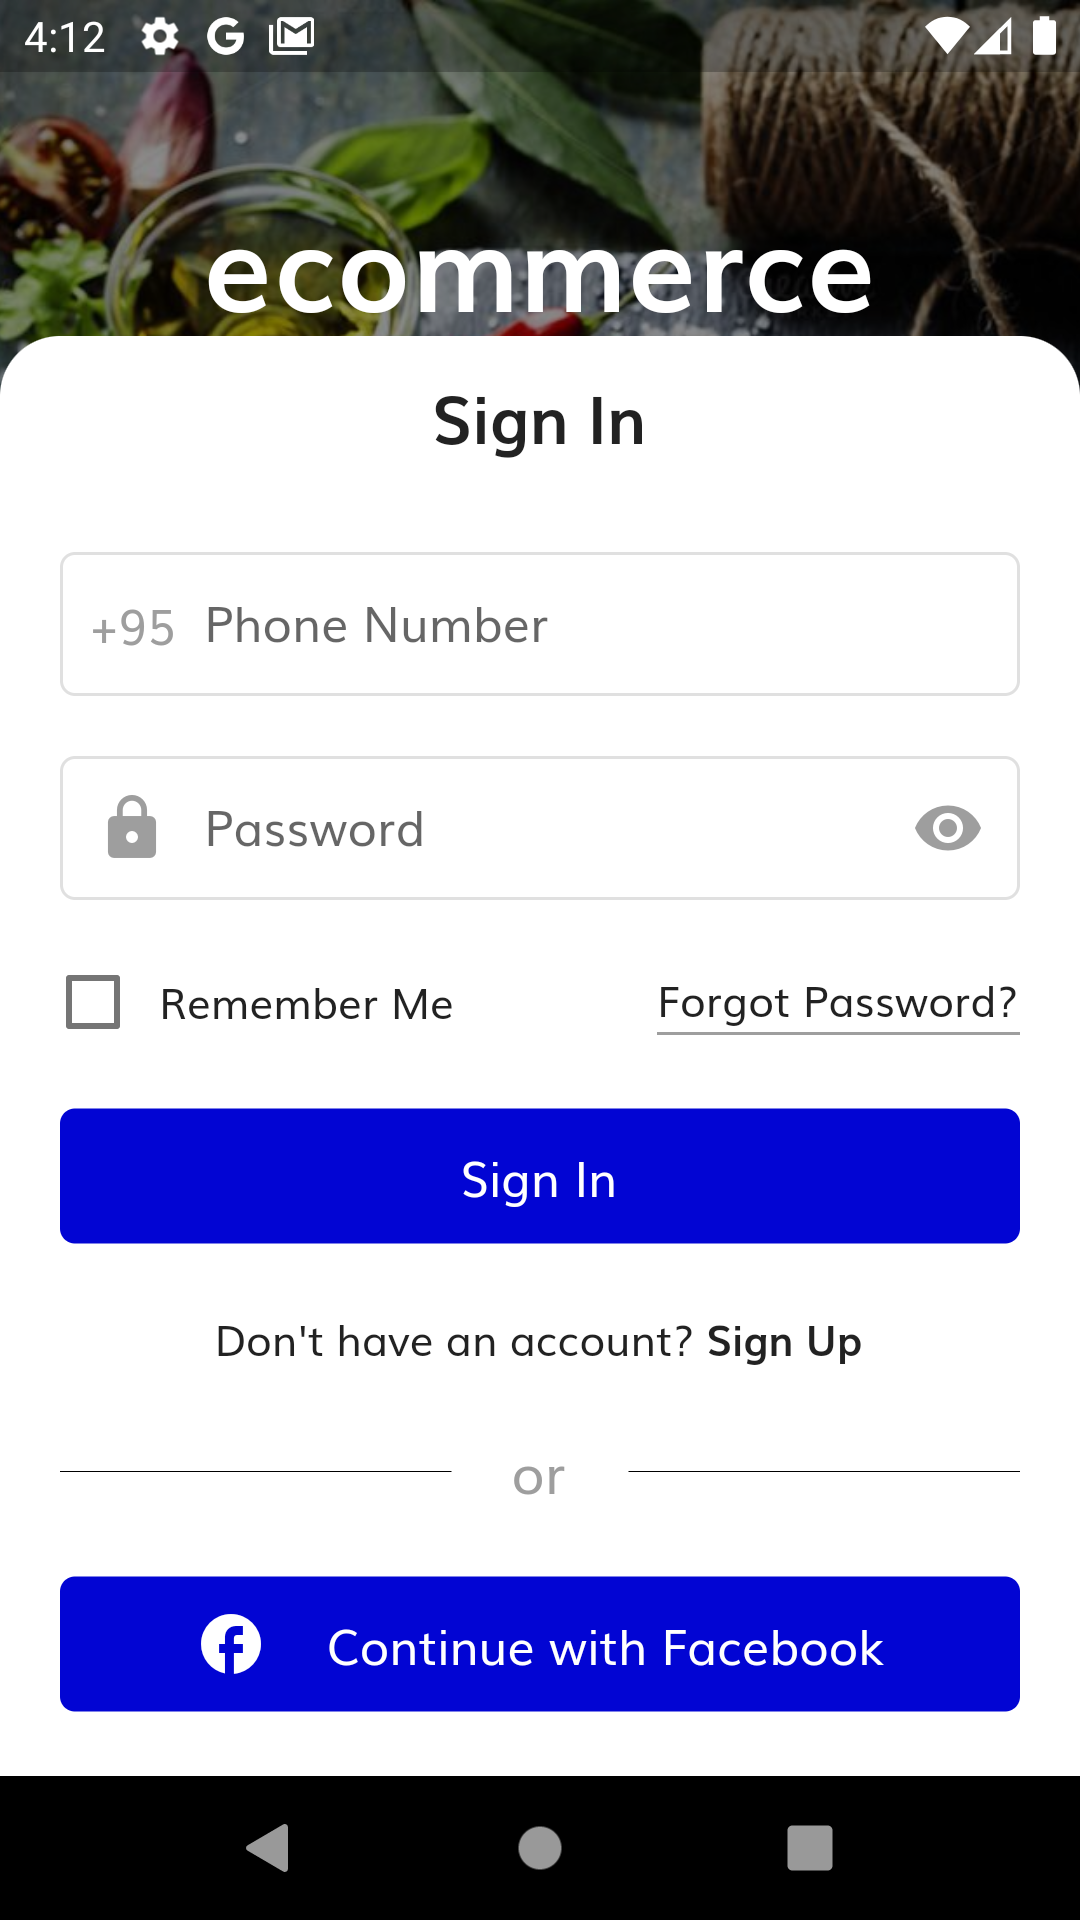 4:12
ecommerce
Sign In
+95 Phone Number
Password
Remember Me Forgot Password?
Sign In
Don't have an account? Sign Up
or
Continue with Facebook